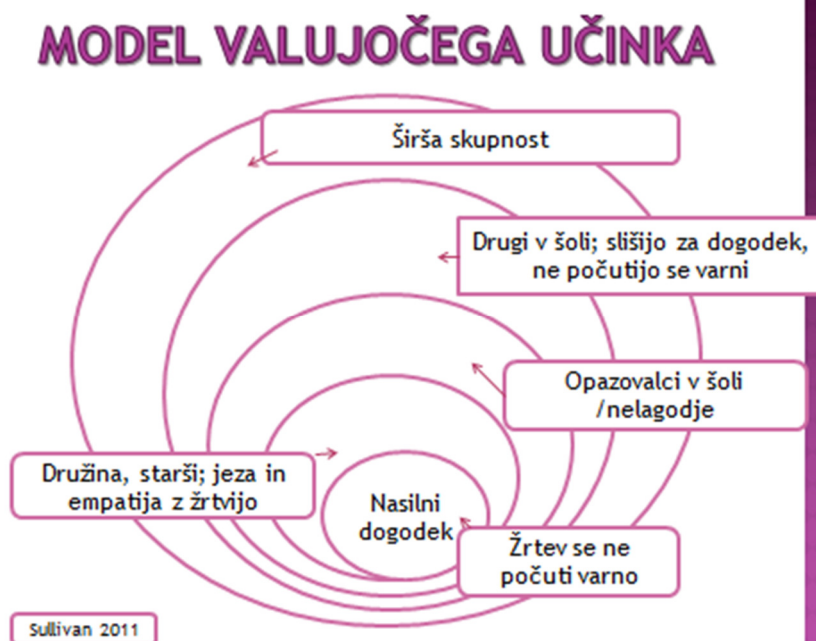 MODEL VALUJOČEGA UČINKA
Širša skupnost
Drugi v šoli; slišijo za dogodek,
ne počutijo se varni
Opazovalci v šoli
/nelagodje
Družina, starši; jeza in
empatija z žrtvijo
Nasilni
dogodek
Žrtev se ne
počuti varno
Sullivan 2011